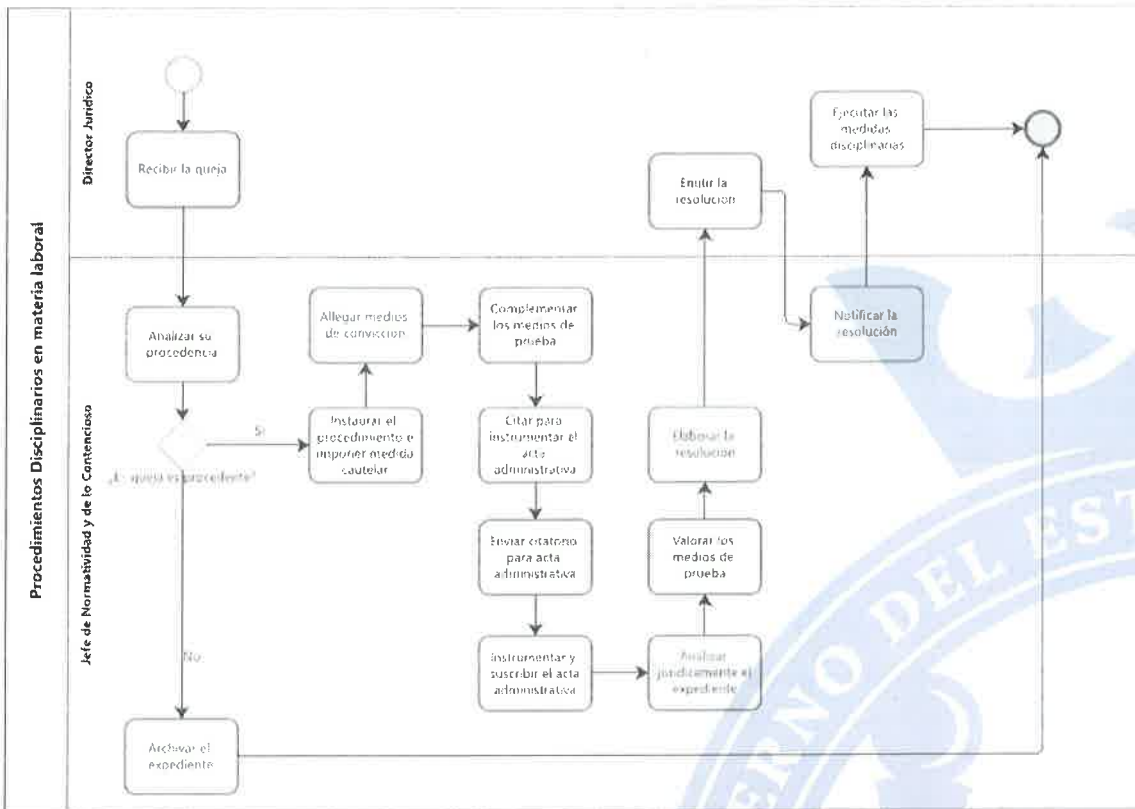 Procedimientos Disciplinarios en materia laboral
Director Jurídico
Recibir la queja
Emitir la
resolución
Ejecutar las
medidas
disciplinarias
Jefe de Normatividad y de lo Contencioso
Analizar su
procedencia
¿La queja es procedente?
Si
No
Archivar el
expediente
Instaurar el
procedimiento e
imponer medida
cautelar
Allegar medios
de convicción
Complementar
los medios de
prueba
Citar para
instrumentar el
acta
administrativa
Enviar citatorio
para acta
administrativa
Instrumentar y
suscribir el acta
administrativa
Analizar
jurídicamente el
expediente
Valorar los
medios de
prueba
Elaborar la
resolución
Notificar la
resolución
ERNO DEL EST